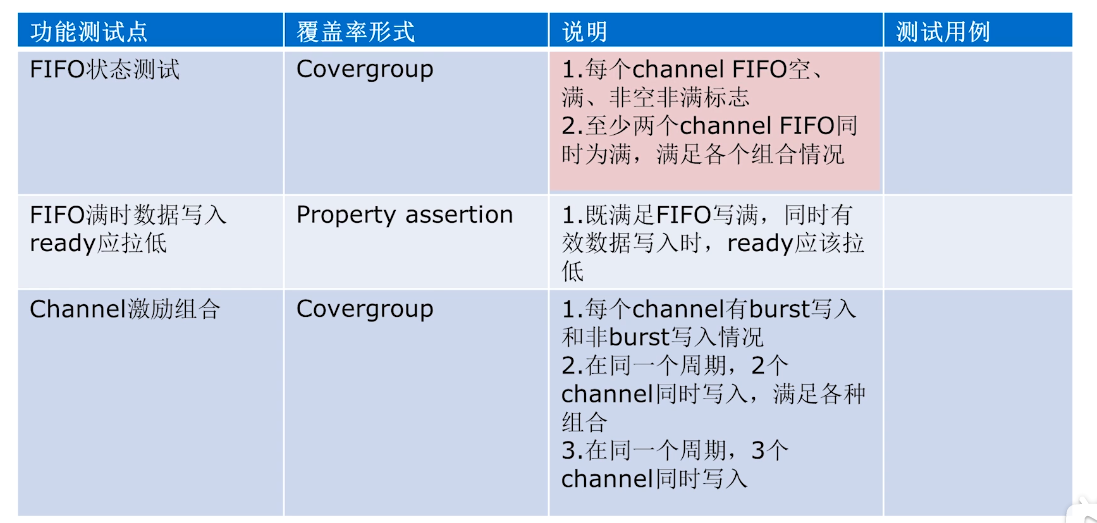 功能测试点
覆盖率形式
说明
测试用例
FIFO状态测试
Covergroup
1.每个channel FIFO空、
满、非空非满标志
2.至少两个channel FIFO同
时为满，满足各个组合情况
FIFO满时数据写入
ready应拉低
Property assertion
1.既满足FIFO写满，同时有
效数据写入时，ready应该拉
低
Channel激励组合
Covergroup
1.每个channel有burst写入
和非burst写入情况
2.在同一个周期，2个
channel同时写入，满足各种
组合
3.在同一个周期，3个
channel同时写入